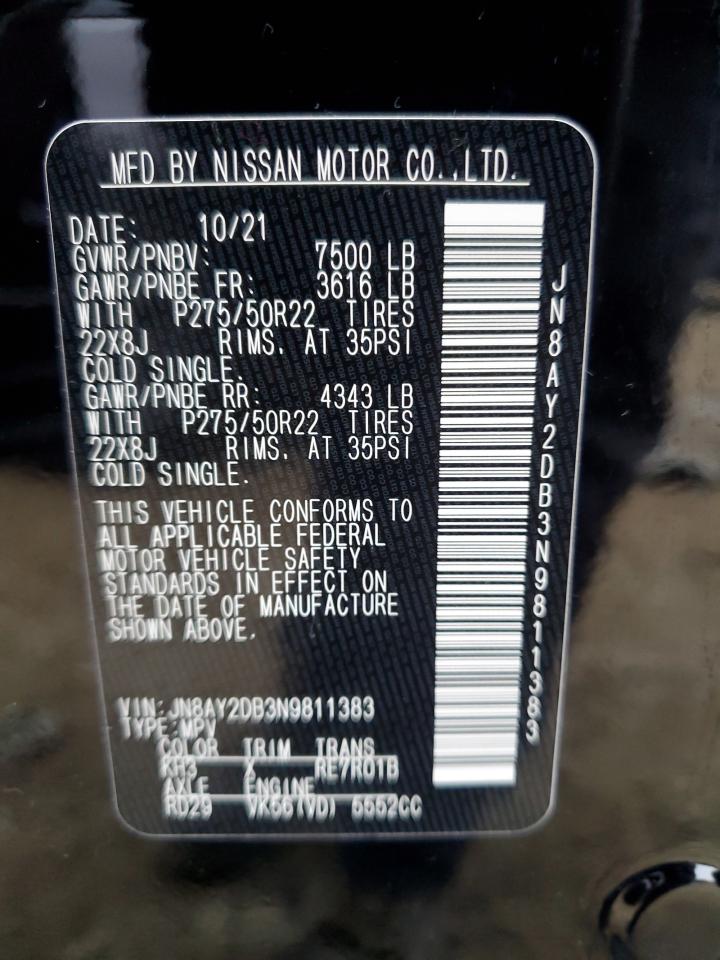 MFD BY NISSAN MOTOR CO.,LTD.
DATE: 10/21
GVWR/PNBV: 7500 LB
GAWR/PNBE FR: 3616 LB
WITH P275/50R22 TIRES
22X8J RIMS. AT 35PSI
COLD SINGLE.
GAWR/PNBE RR: 4343 LB
WITH P275/50R22 TIRES
22X8J RIMS. AT 35PSI
COLD SINGLE.
THIS VEHICLE CONFORMS TO
ALL APPLICABLE FEDERAL
MOTOR VEHICLE SAFETY
STANDARDS IN EFFECT ON
THE DATE OF MANUFACTURE
SHOWN ABOVE.
VIN:JN8AY2DB3N9811383
TYPE:MPV
COLOR TRIM TRANS
KH3 X RE7R01B
AXLE ENGINE
RD29 VK56(VD) 5552CC
JN8AY2DB3N9811383